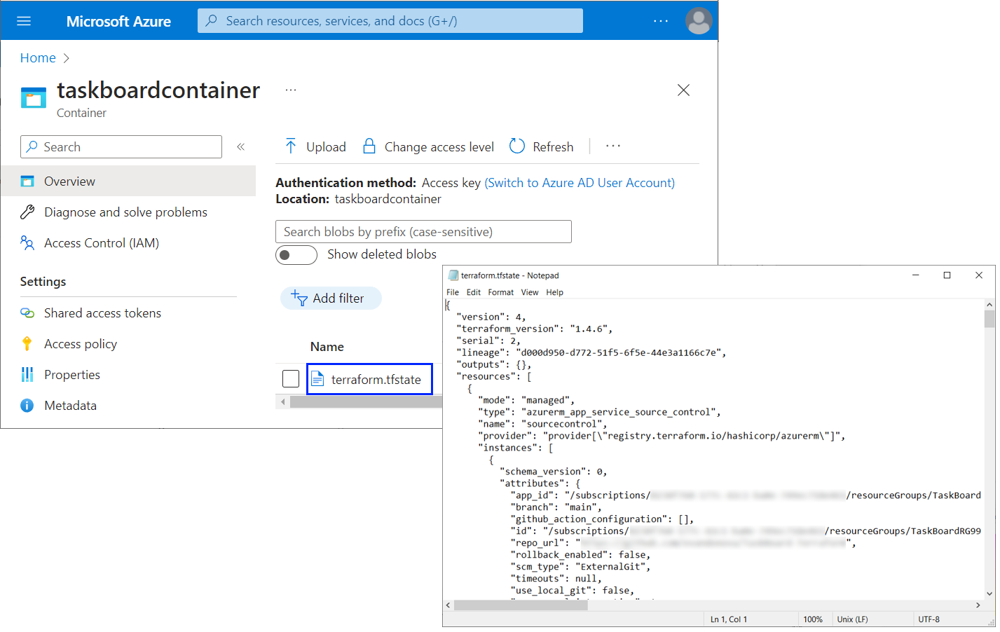 Microsoft Azure
Search resources, services, and docs (G+/)
...
Home >
taskboardcontainer ...
Container
Search
«
Overview
Diagnose and solve problems
Access Control (IAM)
Settings
Shared access tokens
Access policy
Properties
Metadata
Upload
Change access level
Refresh
...
Authentication method: Access key (Switch to Azure AD User Account)
Location: taskboardcontainer
Search blobs by prefix (case-sensitive)
Show deleted blobs
Add filter
Name
terraform.tfstate
terraform.tfstate - Notepad
File Edit Format View Help
{
"version": 4,
"terraform_version": "1.4.6",
"serial": 2,
"lineage": "d000d950-d772-51f5-6f5e-44e3a1166c7e",
"outputs": {},
"resources": [
{
"mode": "managed",
"type": "azurerm_app_service_source_control",
"name": "sourcecontrol",
"provider": "provider[\"registry.terraform.io/hashicorp/azurerm\"]",
"instances": [
{
"schema_version": 0,
"attributes": {
"app_id": "/subscriptions/ /resourceGroups/TaskBoard
"branch": "main",
"github_action_configuration": [],
"id": "/subscriptions/ /resourceGroups/TaskBoardRG99
"repo_url": " ",
"rollback_enabled": false,
"scm_type": "ExternalGit",
"timeouts": null,
"use_local_git": false,
Ln 1, Col 1
100%
Unix (LF)
UTF-8